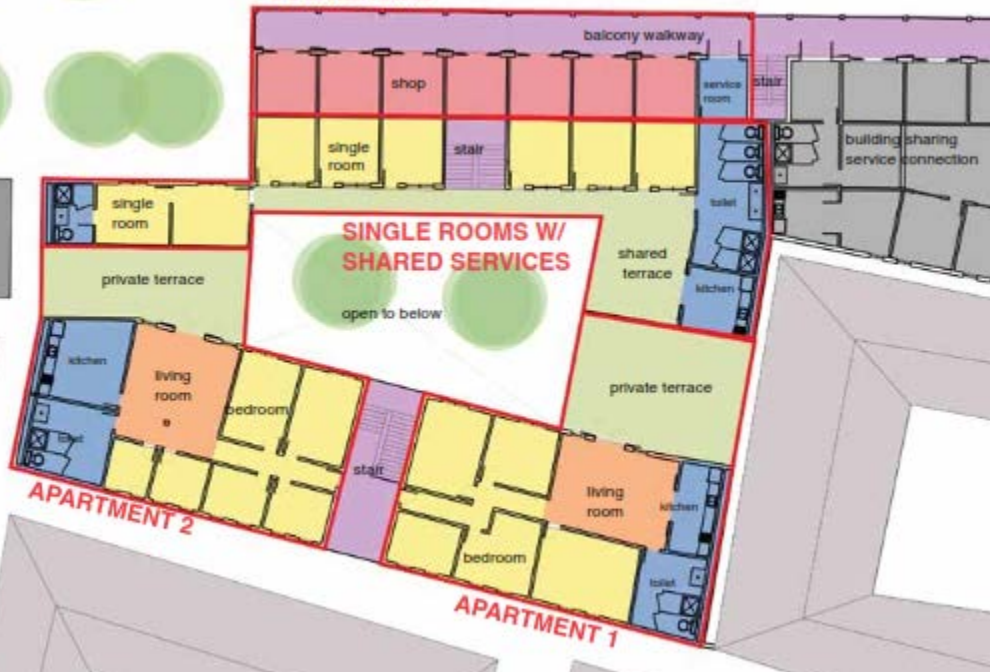 balcony walkway
shop
service
room
stair
single
room
stair
building sharing
service connection
toilet
single
room
SINGLE ROOMS W/
SHARED SERVICES
shared
terrace
private terrace
kitchen
open to below
kitchen
living
room
bedroom
private terrace
toilet
stair
living
room
kitchen
bedroom
toilet
APARTMENT 2
APARTMENT 1